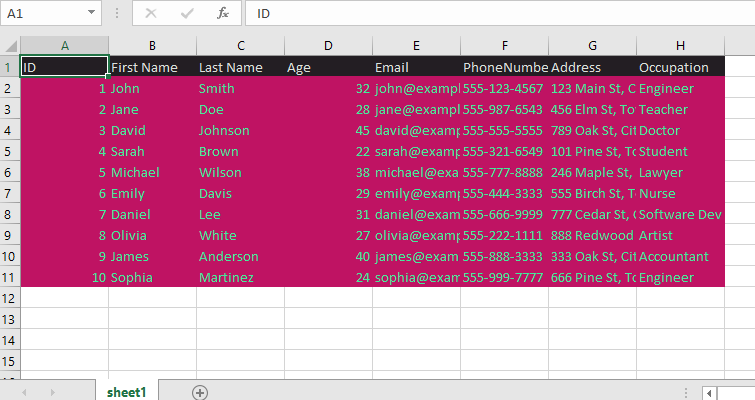 A1 fx ID
A B C D E F G H
1 ID First Name Last Name Age Email PhoneNumbe Address Occupation
2 1 John Smith 32 john@exampl 555-123-4567 123 Main St, C Engineer
3 2 Jane Doe 28 jane@exampl 555-987-6543 456 Elm St, To Teacher
4 3 David Johnson 45 david@examp 555-555-5555 789 Oak St, Cit Doctor
5 4 Sarah Brown 22 sarah@examp 555-321-6549 101 Pine St, To Student
6 5 Michael Wilson 38 michael@exa 555-777-8888 246 Maple St, Lawyer
7 6 Emily Davis 29 emily@examp 555-444-3333 555 Birch St, T Nurse
8 7 Daniel Lee 31 daniel@exam 555-666-9999 777 Cedar St, Software Dev
9 8 Olivia White 27 olivia@examp 555-222-1111 888 Redwood Artist
10 9 James Anderson 40 james@exam 555-888-3333 333 Oak St, Cit Accountant
11 10 Sophia Martinez 24 sophia@exam 555-999-7777 666 Pine St, To Engineer
12
13
14
15
sheet1